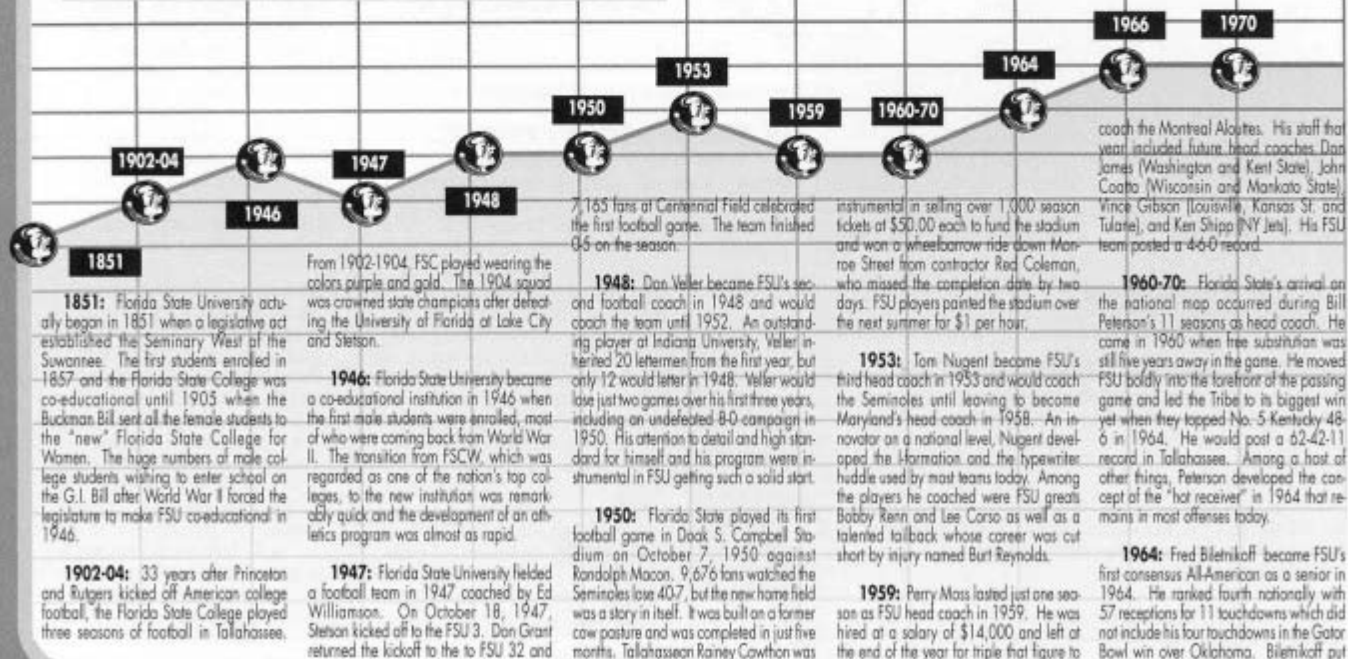 1966
1970
1964
1953
1950
1959
1960-70
1902-04
1947
1946
1948
1851
1851: Florida State University actu-
ally began in 1851 when a legislative act
established the Seminary West of the
Suwannee. The first students enrolled in
1857 and the Florida State College was
co-educational until 1905 when the
Buckman Bill sent all the female students to
the "new" Florida State College for
Women. The huge numbers of male col-
lege students wishing to enter school on
the G.I. Bill after World War II forced the
legislature to make FSU co-educational in
1946.
1902-04: 33 years after Princeton
and Rutgers kicked off American college
football, the Florida State College played
three seasons of football in Tallahassee.
From 1902-1904, FSC played wearing the
colors purple and gold. The 1904 squad
was crowned state champions after defeat-
ing the University of Florida at Lake City
and Stetson.
1946: Florida State University became
a co-educational institution in 1946 when
the first male students were enrolled, most
of who were coming back from World War
II. The transition from FSCW, which was
regarded as one of the nation's top col-
leges, to the new institution was remark-
ably quick and the development of an ath-
letics program was almost as rapid.
1947: Florida State University fielded
a football team in 1947 coached by Ed
Williamson. On October 18, 1947,
Stetson kicked off to the FSU 3. Don Grant
returned the kickoff to the to FSU 32 and
7,165 fans at Centennial Field celebrated
the first football game. The team finished
0-5 on the season.
1948: Don Veller became FSU's sec-
ond football coach in 1948 and would
coach the team until 1952. An outstand-
ing player at Indiana University, Veller in-
herited 20 lettermen from the first year, but
only 12 would letter in 1948. Veller would
lose just two games over his first three years,
including an undefeated 8-0 campaign in
1950. His attention to detail and high stan-
dard for himself and his program were in-
strumental in FSU getting such a solid start.
1950: Florida State played its first
football game in Doak S. Campbell Sta-
dium on October 7, 1950 against
Randolph Macon. 9,676 fans watched the
Seminoles lose 40-7, but the new home field
was a story in itself. It was built on a former
cow pasture and was completed in just five
months. Tallahassean Rainey Cawthon was
instrumental in selling over 1,000 season
tickets at $50.00 each to fund the stadium
and won a wheelbarrow ride down Mon-
roe Street from contractor Red Coleman,
who missed the completion date by two
days. FSU players painted the stadium over
the next summer for $1 per hour.
1953: Tom Nugent became FSU's
third head coach in 1953 and would coach
the Seminoles until leaving to become
Maryland's head coach in 1958. An in-
novator on a national level, Nugent devel-
oped the I-formation and the typewriter
huddle used by most teams today. Among
the players he coached were FSU greats
Bobby Renn and Lee Corso as well as a
talented tailback whose career was cut
short by injury named Burt Reynolds.
1959: Perry Moss lasted just one sea-
son as FSU head coach in 1959. He was
hired at a salary of $14,000 and left at
the end of the year for triple that figure to
coach the Montreal Alouttes. His staff that
year included future head coaches Don
James (Washington and Kent State), John
Coatta (Wisconsin and Mankato State),
Vince Gibson (Louisville, Kansas St. and
Tulane), and Ken Shipp (NY Jets). His FSU
team posted a 4-6-0 record.
1960-70: Florida State's arrival on
the national map occurred during Bill
Peterson's 11 seasons as head coach. He
came in 1960 when free substitution was
still five years away in the game. He moved
FSU boldly into the forefront of the passing
game and led the Tribe to its biggest win
yet when they topped No. 5 Kentucky 48-
6 in 1964. He would post a 62-42-11
record in Tallahassee. Among a host of
other things, Peterson developed the con-
cept of the "hot receiver" in 1964 that re-
mains in most offenses today.
1964: Fred Biletnikoff became FSU's
first consensus All-American as a senior in
1964. He ranked fourth nationally with
57 receptions for 11 touchdowns which did
not include his four touchdowns in the Gator
Bowl win over Oklahoma. Biletnikoff put